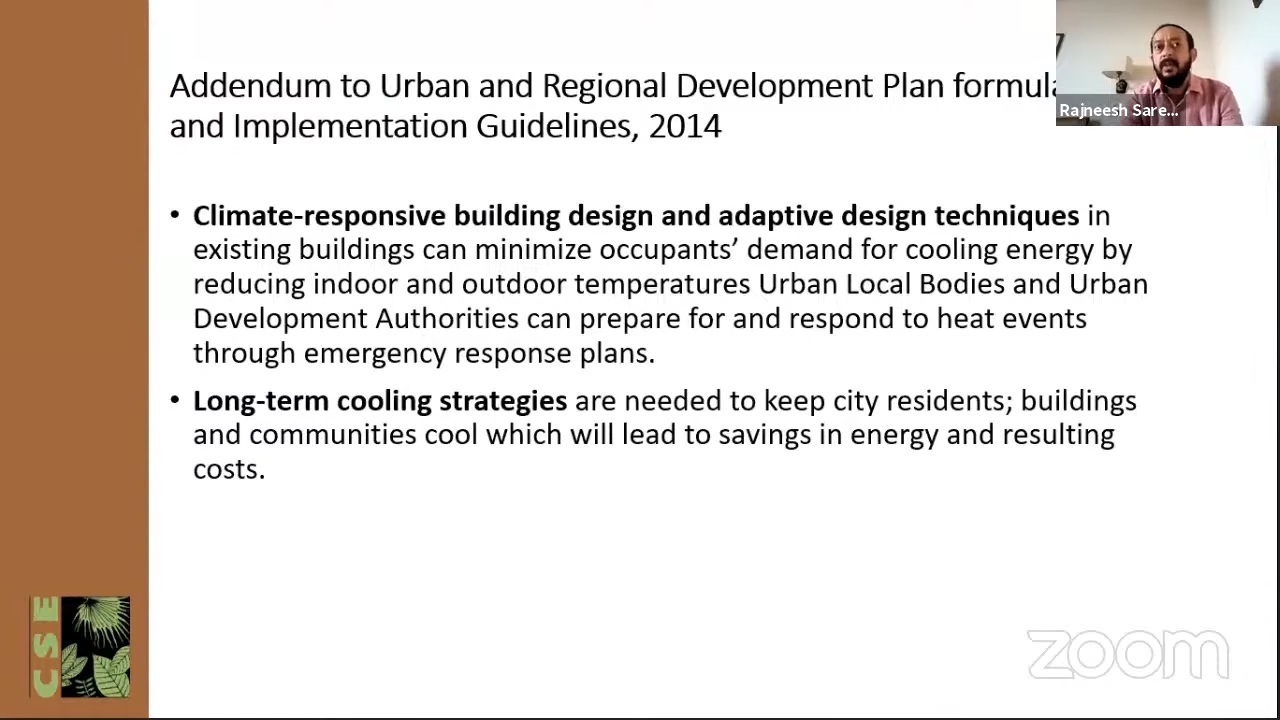 Addendum to Urban and Regional Development Plan formula
and Implementation Guidelines, 2014
Rajneesh Sare...
• Climate-responsive building design and adaptive design techniques in
existing buildings can minimize occupants’ demand for cooling energy by
reducing indoor and outdoor temperatures Urban Local Bodies and Urban
Development Authorities can prepare for and respond to heat events
through emergency response plans.
• Long-term cooling strategies are needed to keep city residents; buildings
and communities cool which will lead to savings in energy and resulting
costs.
CSE
zoom